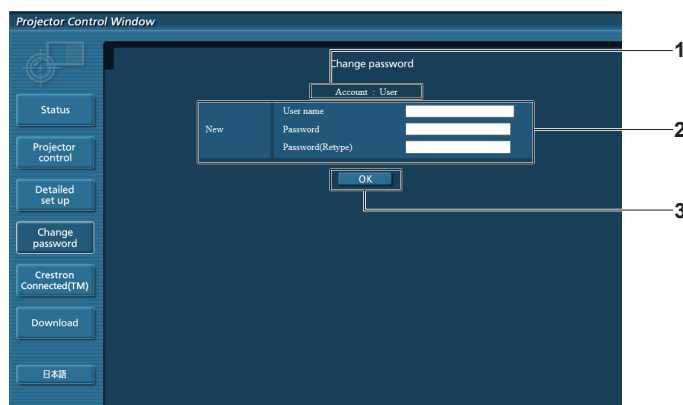 Projector Control Window
Change password
1
Account : User
New
User name
Password
Password(Retype)
2
OK
3
Status
Projector
control
Detailed
set up
Change
password
Crestron
Connected(TM)
Download
日本語